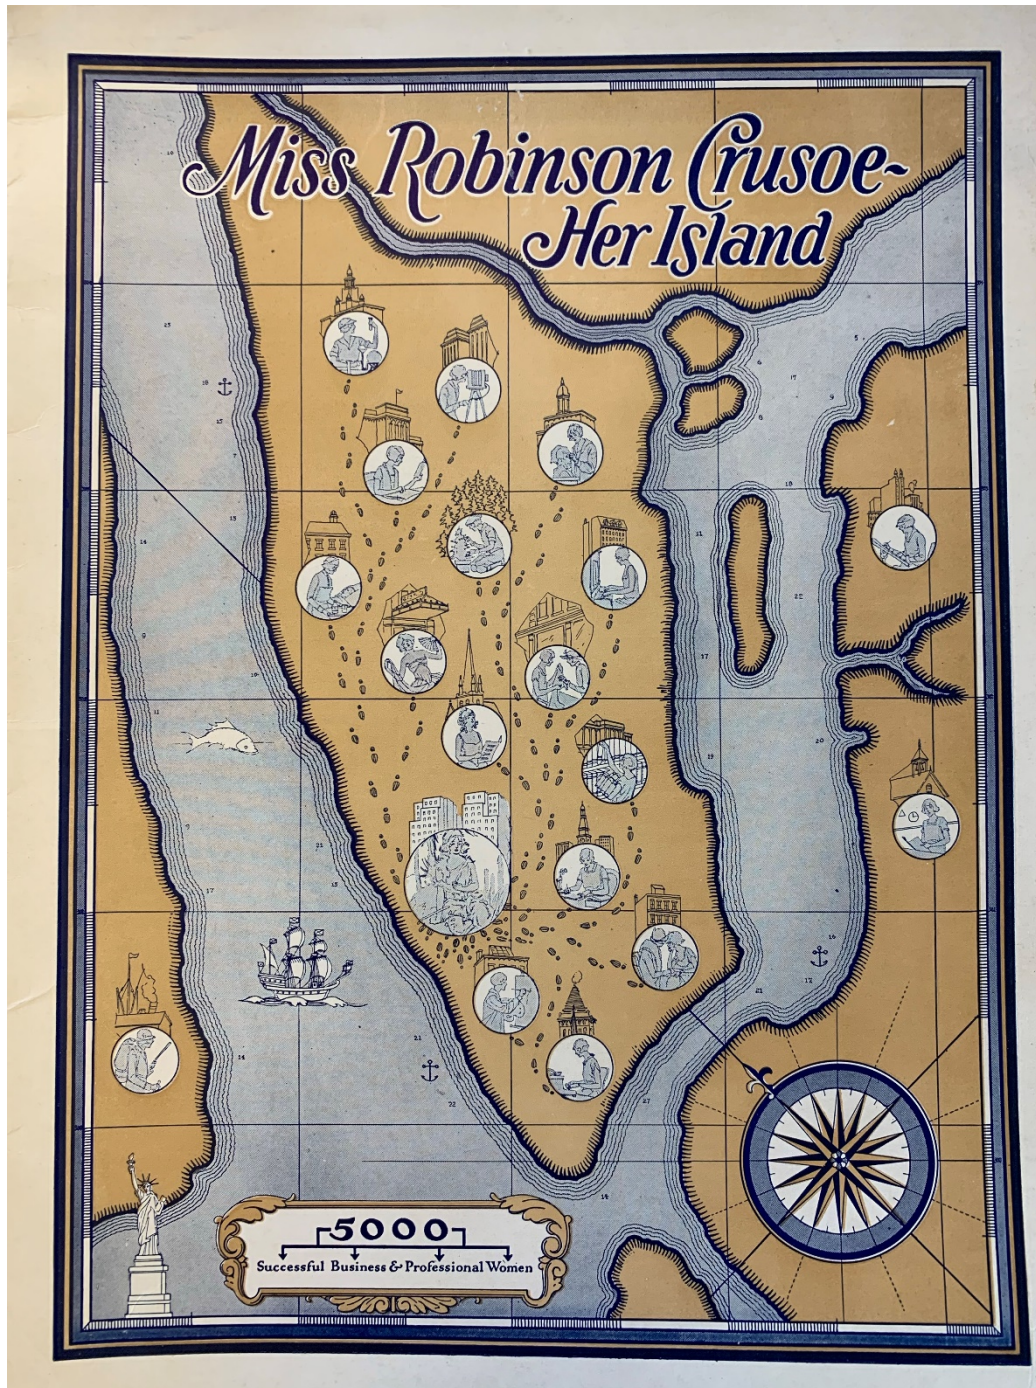 Miss Robinson Crusoe~
Her Island
5000
Successful Business & Professional Women